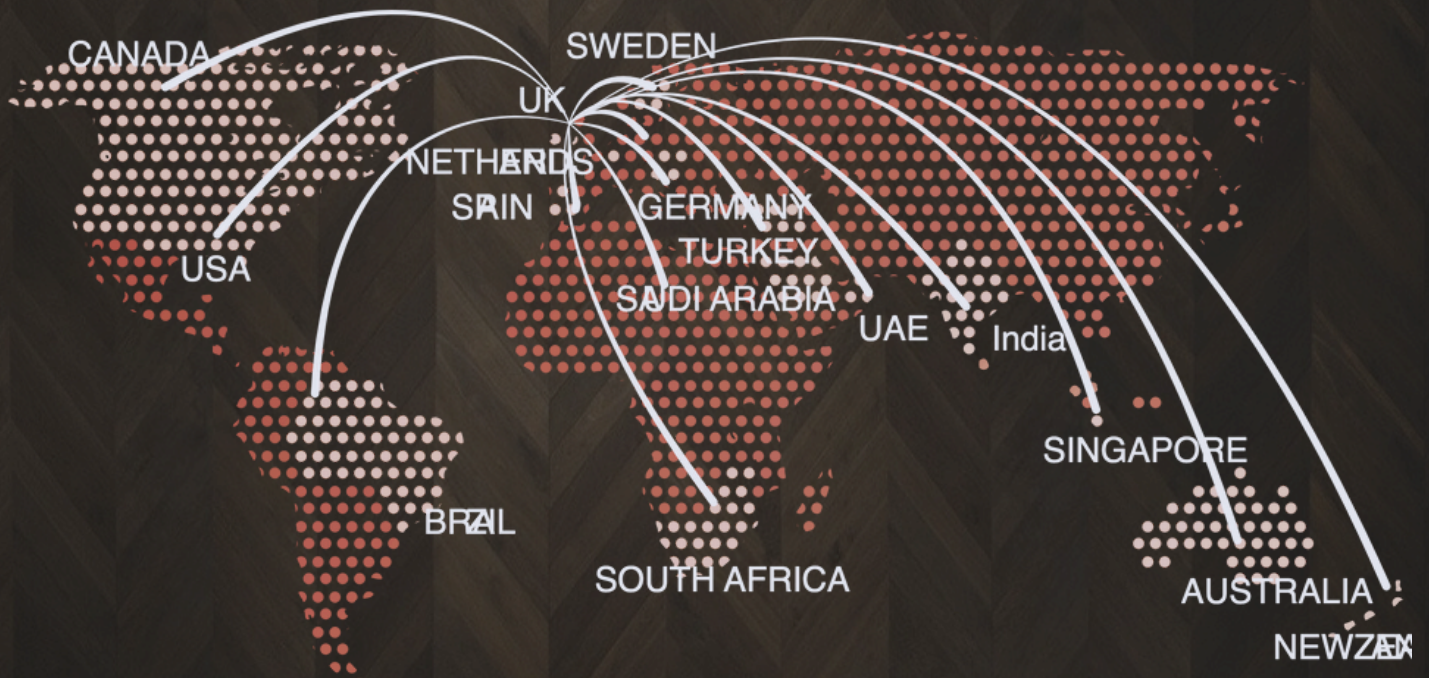 CANADA
SWEDEN
UK
SPAIN
GERMANY
TURKEY
USA
SAUDI ARABIA
UAE
India
SINGAPORE
BRAZIL
SOUTH AFRICA
AUSTRALIA